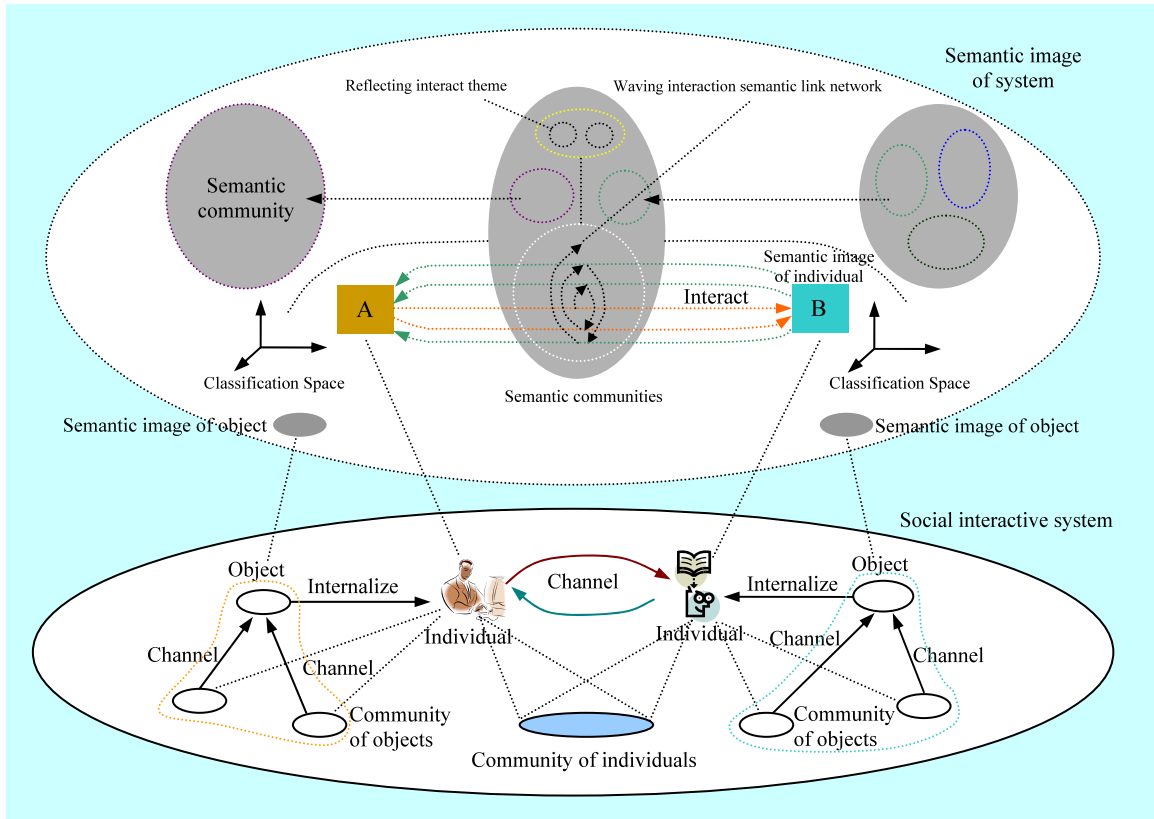 Semantic image
of system
Reflecting interact theme
Waving interaction semantic link network
Semantic
community
Semantic image
of individual
A
Interact
B
Classification Space
Semantic communities
Classification Space
Semantic image of object
Semantic image of object
Social interactive system
Object
Internalize
Channel
Individual
Channel
Channel
Community
of objects
Community of individuals
Internalize
Object
Individual
Channel
Channel
Community
of objects